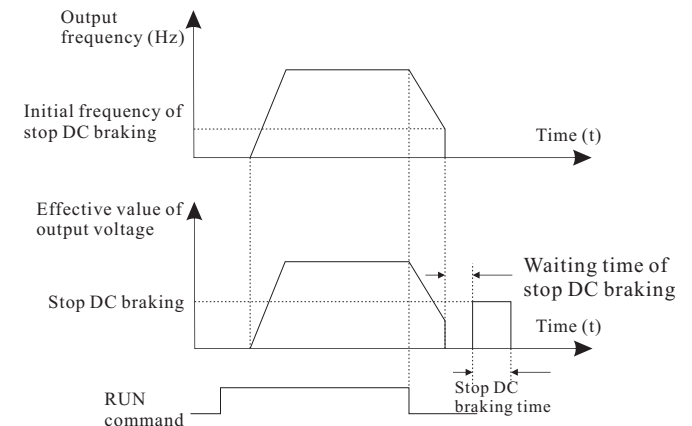 Output
frequency (Hz)
Initial frequency of
stop DC braking
Time (t)
Effective value of
output voltage
Waiting time of
stop DC braking
Stop DC braking
Time (t)
Stop DC
braking time
RUN
command